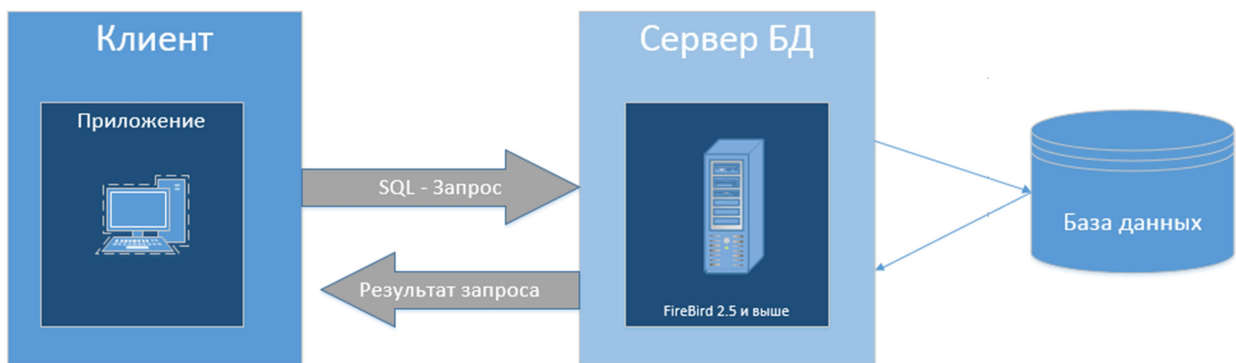 Клиент
Приложение
SQL - Запрос
Результат запроса
Сервер БД
FireBird 2.5 и выше
База данных